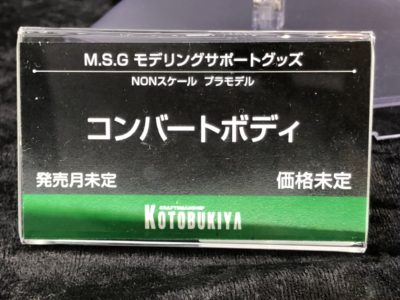 M.S.G モデリングサポートグッズ
NONスケール プラモデル
コンバートボディ
発売月未定 価格未定
CRAFTSMANSHIP
KOTOBUKIYA